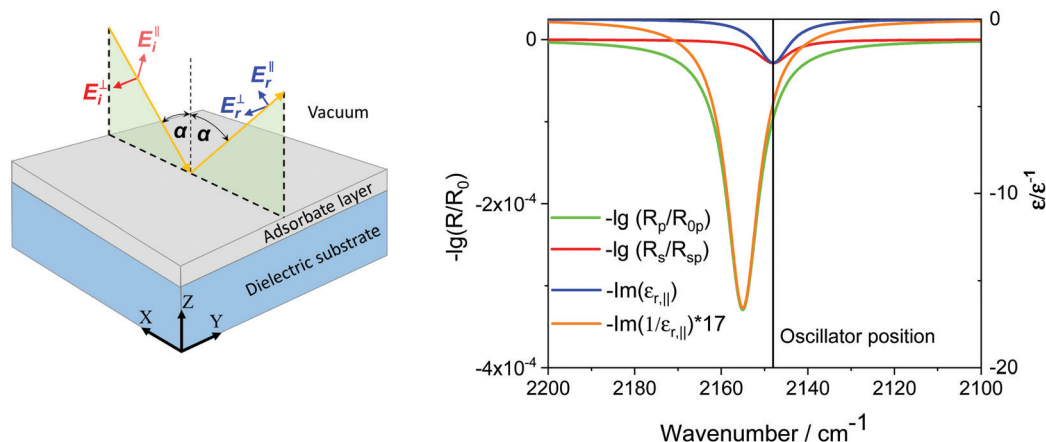 E_i^∥
E_i^⊥
E_r^∥
E_r^⊥
α α
Vacuum
Adsorbate layer
Dielectric substrate
X Z Y
0
-2x10^-4
-4x10^-4
-lg(R/R_0)
-lg (R_p/R_0p)
-lg (R_s/R_sp)
-Im(ε_r,||)
-Im(1/ε_r,||)*17
Oscillator position
0
-10
-20
ε/ε^-1
2200 2180 2160 2140 2120 2100
Wavenumber / cm^-1